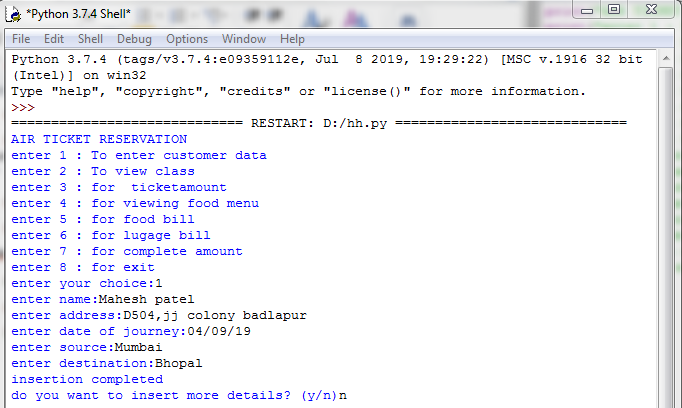 *Python 3.7.4 Shell*
File Edit Shell Debug Options Window Help
Python 3.7.4 (tags/v3.7.4:e09359112e, Jul  8 2019, 19:29:22) [MSC v.1916 32 bit
(Intel)] on win32
Type "help", "copyright", "credits" or "license()" for more information.
>>>
============================= RESTART: D:/hh.py =============================
AIR TICKET RESERVATION
enter 1 : To enter customer data
enter 2 : To view class
enter 3 : for  ticketamount
enter 4 : for viewing food menu
enter 5 : for food bill
enter 6 : for lugage bill
enter 7 : for complete amount
enter 8 : for exit
enter your choice:1
enter name:Mahesh patel
enter address:D504,jj colony badlapur
enter date of journey:04/09/19
enter source:Mumbai
enter destination:Bhopal
insertion completed
do you want to insert more details? (y/n)n